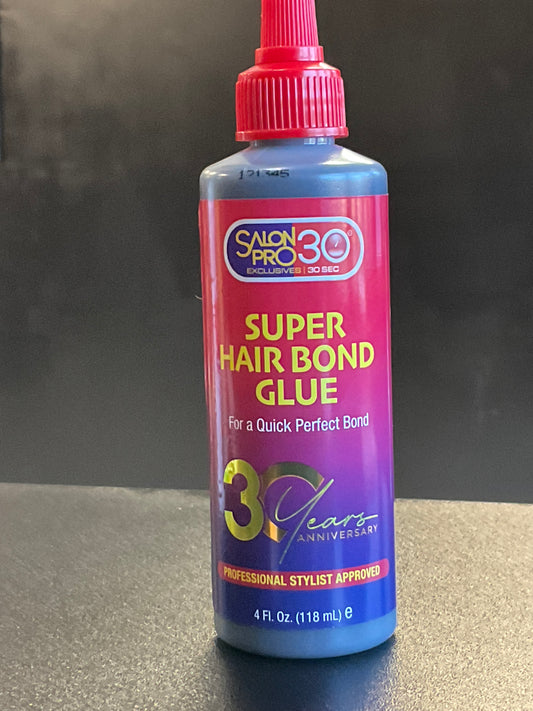 SALON
PRO 30
EXCLUSIVES | 30 SEC
SUPER
HAIR BOND
GLUE
For a Quick Perfect Bond
30 Years
ANNIVERSARY
PROFESSIONAL STYLIST APPROVED
4 Fl. Oz. (118 mL) ℮